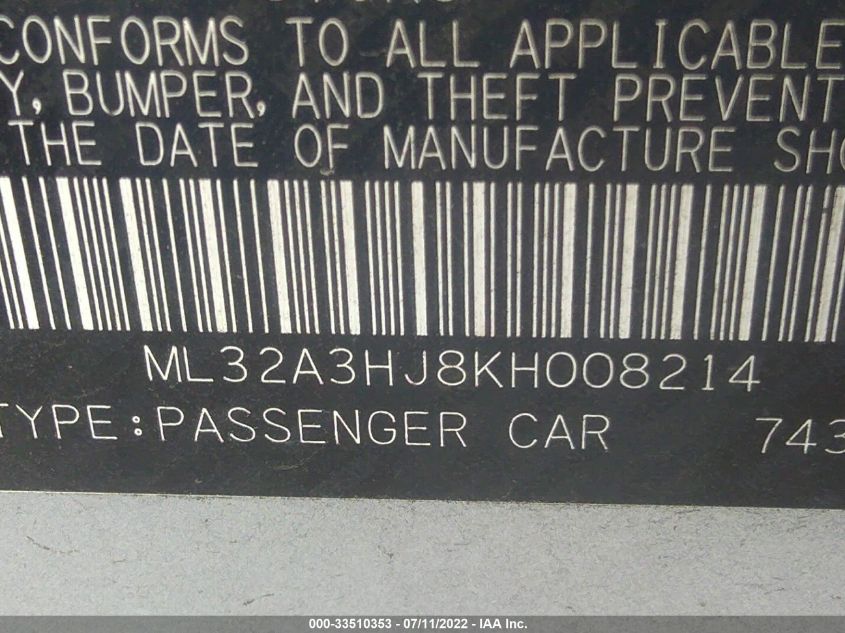 CONFORMS TO ALL APPLICABLE
Y, BUMPER, AND THEFT PREVENT
THE DATE OF MANUFACTURE SHO
ML32A3HJ8KH008214
TYPE:PASSENGER CAR 743
000-33510353 - 07/11/2022 - IAA Inc.